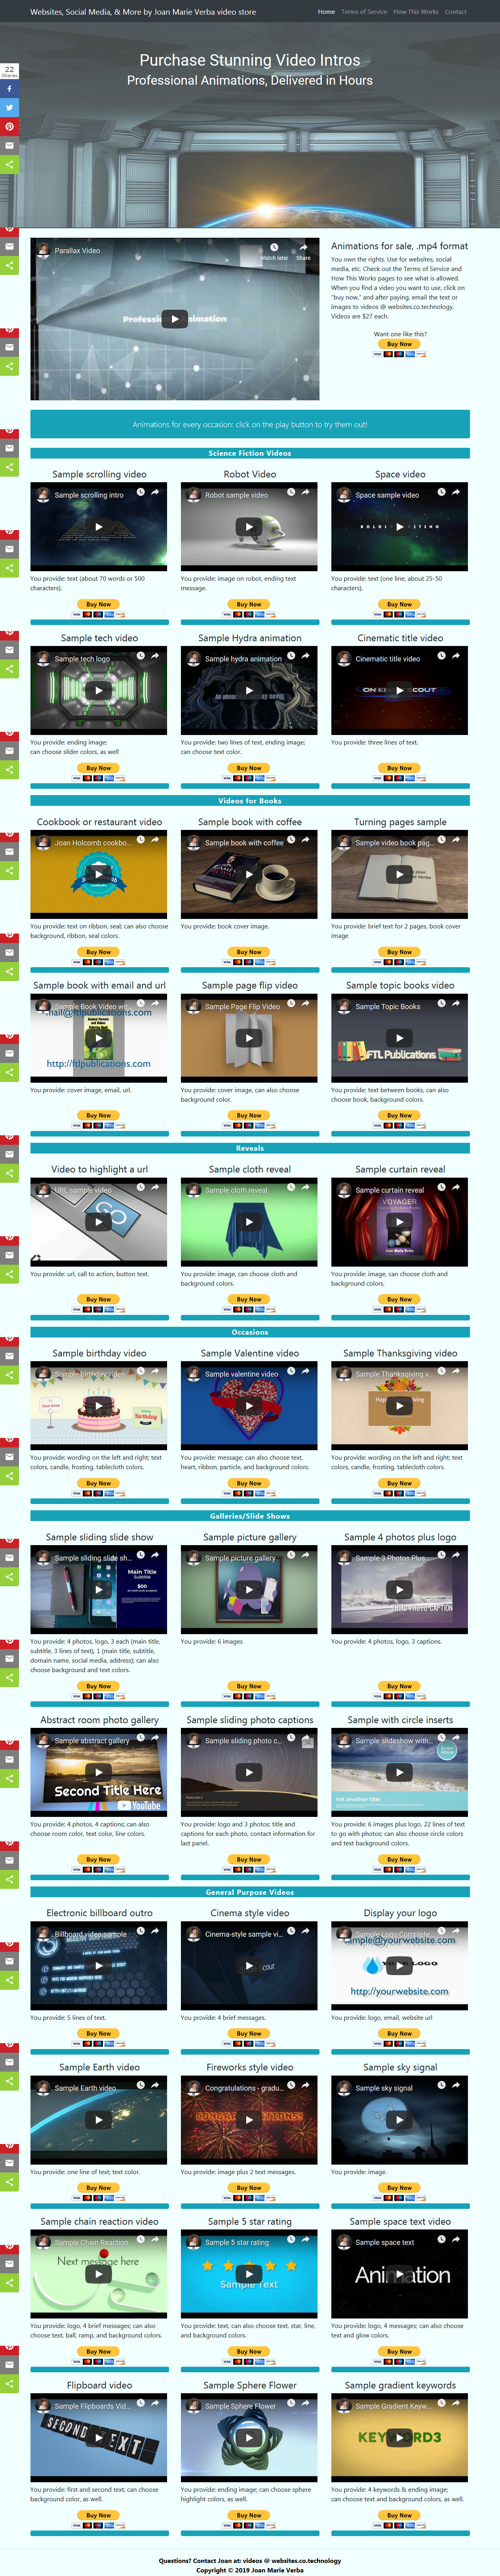 Websites, Social Media, & More by Joan Marie Verba video store
Home Terms of Service How This Works Contact
Purchase Stunning Video Intros
Professional Animations, Delivered in Hours
22
Shares
Parallax Video
Watch later Share
Animations for sale, .mp4 format
You own the rights. Use for websites, social
media, etc. Check out the Terms of Service and
How This Works pages to see what is allowed.
When you find a video you want to use, click on
"buy now," and after paying, email the text or
images to videos @ websites.co.technology.
Videos are $27 each.
Want one like this?
Buy Now
Animations for every occasion: click on the play button to try them out!
Science Fiction Videos
Sample scrolling video
Sample scrolling intro
You provide: text (about 70 words or 500
characters).
Buy Now
Robot Video
Robot sample video
You provide: image on robot, ending text
message.
Buy Now
Space video
Space sample video
You provide: text (one line, about 25-50
characters).
Buy Now
Sample tech video
Sample tech logo
You provide: ending image;
can choose slider colors, as well
Buy Now
Sample Hydra animation
Sample hydra animation
You provide: two lines of text, ending image;
can choose text color.
Buy Now
Cinematic title video
Cinematic title video
You provide: three lines of text.
Buy Now
Videos for Books
Cookbook or restaurant video
Joan Holcomb cookbo...
You provide: text on ribbon, seal; can also choose
background, ribbon, seal colors.
Buy Now
Sample book with coffee
Sample book with coffee
You provide: book cover image.
Buy Now
Turning pages sample
Sample video book pag...
You provide: brief text for 2 pages, book cover
image
Buy Now
Sample book with email and url
Sample Book Video wit...
mail@ftlpublications.com
http://ftlpublications.com
You provide: cover image, email, url.
Buy Now
Sample page flip video
Sample Page Flip Video
You provide: cover image, can also choose
background color.
Buy Now
Sample topic books video
Sample Topic Books
FTL Publications
You provide: text between books, can also
choose book, background colors.
Buy Now
Reveals
Video to highlight a url
URL sample video
You provide: url, call to action, button text.
Buy Now
Sample cloth reveal
Sample cloth reveal
You provide: image, can choose cloth and
background colors.
Buy Now
Sample curtain reveal
Sample curtain reveal
VOYAGER
You provide: image, can choose cloth and
background colors.
Buy Now
Occasions
Sample birthday video
Sample birthday video
Birthday
You provide: wording on the left and right; text
colors, candle, frosting, tablecloth colors.
Buy Now
Sample Valentine video
Sample valentine video
You provide: message: can also choose text,
heart, ribbon, particle, and background colors.
Buy Now
Sample Thanksgiving video
Sample Thanksgiving v...
You provide: wording on the left and right; text
colors, candle, frosting, tablecloth colors.
Buy Now
Galleries/Slide Shows
Sample sliding slide show
Sample sliding slide sh...
Main Title
Subtitle
$00
You provide: 4 photos, logo, 3 each (main title,
subtitle, 3 lines of text), 1 (main title, subtitle,
domain name, social media, address); can also
choose background and text colors.
Buy Now
Sample picture gallery
Sample picture gallery
You provide: 6 images
Buy Now
Sample 4 photos plus logo
Sample 3 Photos Plus
THIRD PHOTO CAPTION
You provide: 4 photos, logo, 3 captions.
Buy Now
Abstract room photo gallery
Sample abstract gallery
Second Title Here
YouTube
You provide: 4 photos, 4 captions; can also
choose room color, text color, line colors.
Buy Now
Sample sliding photo captions
Sample sliding photo c...
You provide: logo and 3 photos; title and
captions for each photo, contact information for
last panel.
Buy Now
Sample with circle inserts
Sample slideshow with...
Yet another title
You provide: 6 images plus logo, 22 lines of text
to go with photos; can also choose circle colors
and text background colors.
Buy Now
General Purpose Videos
Electronic billboard outro
Billboard video sample
You provide: 5 lines of text.
Buy Now
Cinema style video
Cinema-style sample vi...
You provide: 4 brief messages.
Buy Now
Display your logo
sample@yourwebsite.com
http://yourwebsite.com
You provide: logo, email, website url
Buy Now
Sample Earth video
Sample Earth video
You provide: one line of text; text color.
Buy Now
Fireworks style video
Congratulations - gradu...
You provide: image plus 2 text messages.
Buy Now
Sample sky signal
Sample sky signal
You provide: image.
Buy Now
Sample chain reaction video
Sample Chain Reaction
Next message here
You provide: logo, 4 brief messages; can also
choose text, ball, ramp, and background colors.
Buy Now
Sample 5 star rating
Sample 5 star rating
Sample Text
You provide: text, can also choose text, star, line,
and background colors.
Buy Now
Sample space text video
Sample space text
Animation
You provide: logo, 4 messages; can also choose
text and glow colors.
Buy Now
Flipboard video
Sample Flipboards Vid...
SECOND TEXT
You provide: first and second text; can choose
background color, as well.
Buy Now
Sample Sphere Flower
Sample Sphere Flower
You provide: ending image; can choose sphere
highlight colors, as well.
Buy Now
Sample gradient keywords
Sample Gradient Keyw...
KEYWORD3
You provide: 4 keywords & ending image;
can choose text and background colors, as well.
Buy Now
Questions? Contact Joan at: videos @ websites.co.technology
Copyright © 2019 Joan Marie Verba